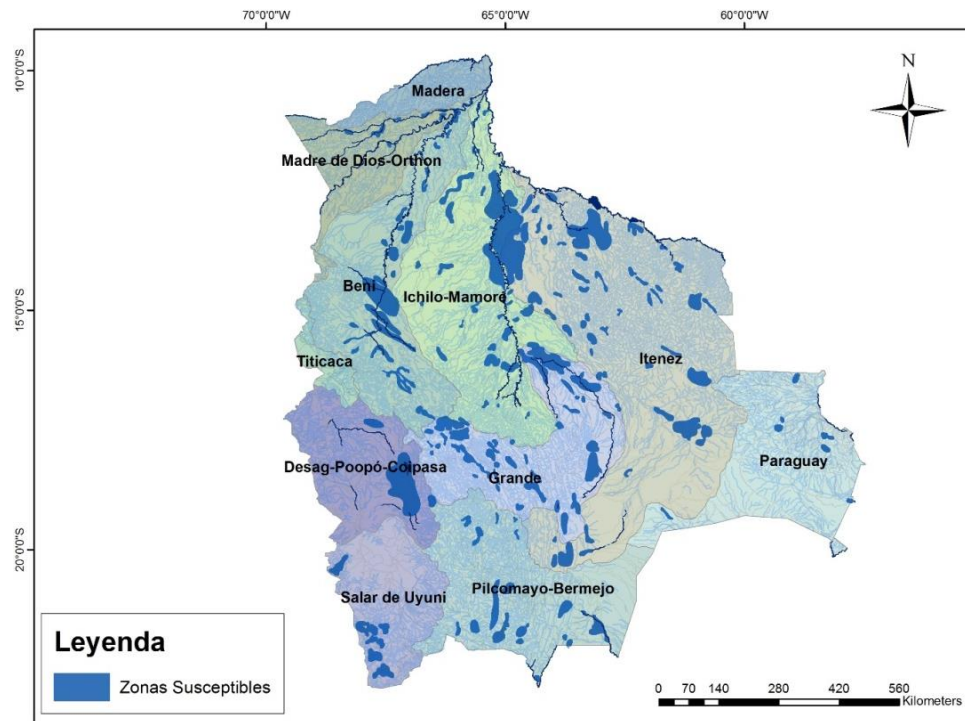 70°0'0"W 65°0'0"W 60°0'0"W
10°0'0"S
N
Madera
Madre de Dios-Orthon
Beni
Ichilo-Mamoré
15°0'0"S
Titicaca
Itenez
Desag-Poopó-Coipasa
Grande
Paraguay
20°0'0"S
Salar de Uyuni
Pilcomayo-Bermejo
Leyenda
Zonas Susceptibles
0 70 140 280 420 560
Kilometers